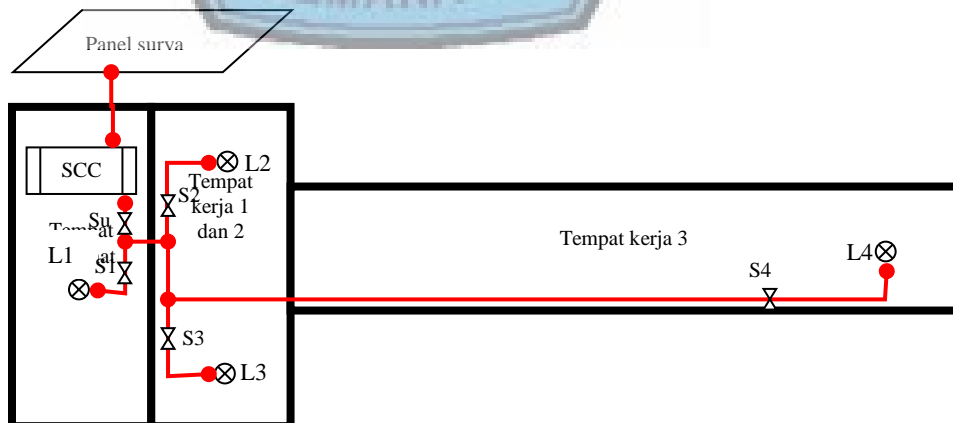 Panel surya
SCC
Su
L1
S1
L2
S2
Tempat
kerja 1
dan 2
Tempat kerja 3
S4
L4
S3
L3